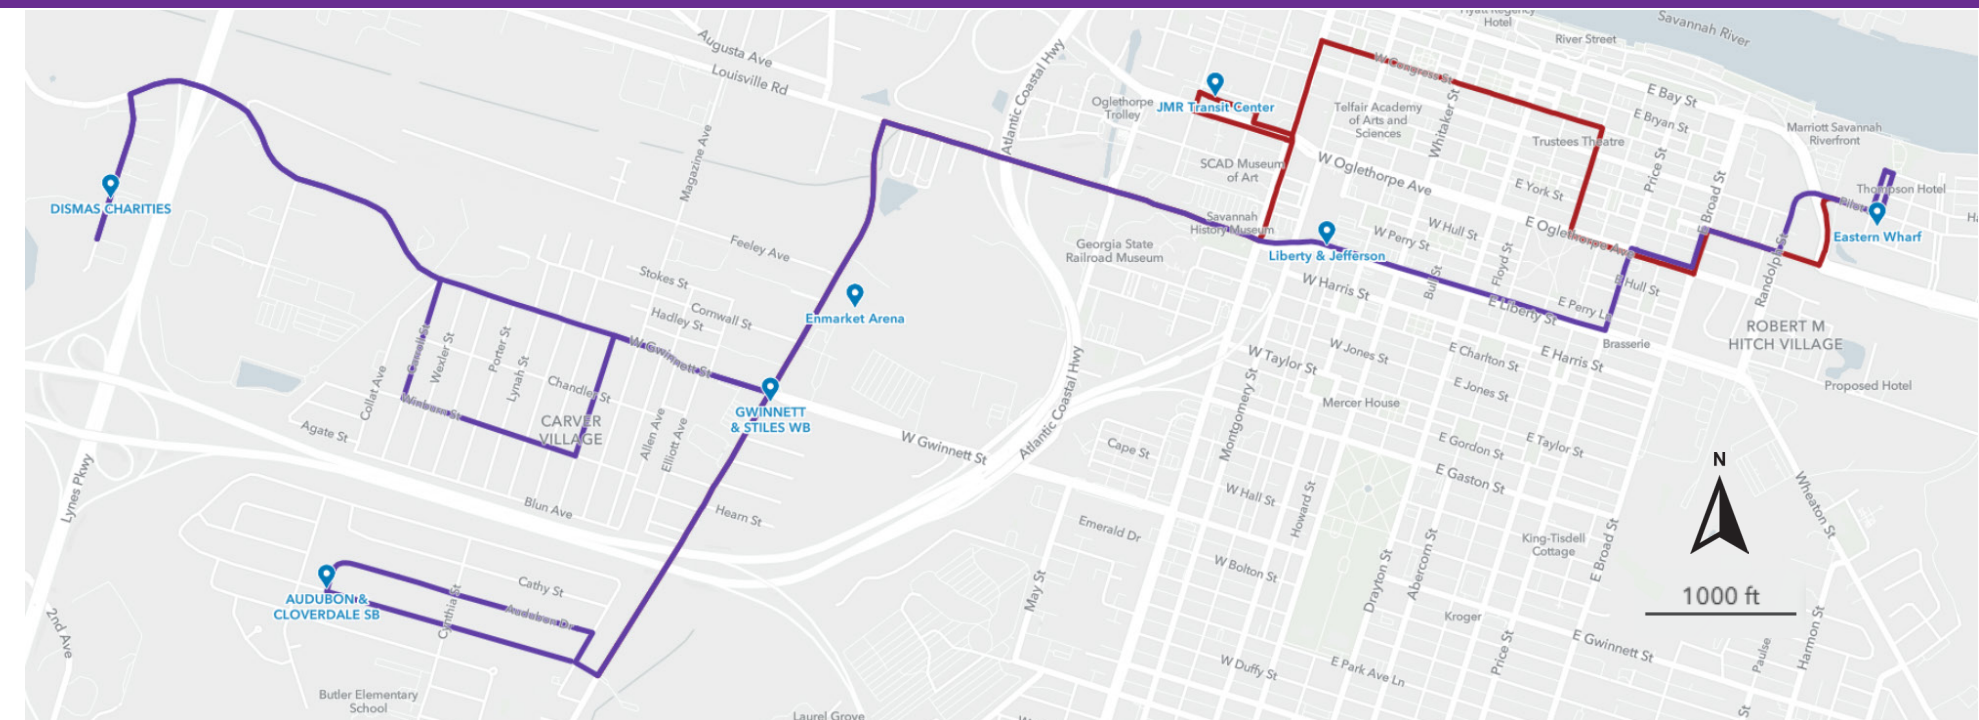 Hyatt Regency
Hotel
Savannah River
River Street
Augusta Ave
Louisville Rd
Atlantic Coastal Hwy
Oglethorpe
Trolley
JMR Transit Center
W Congress St
Whitaker St
Telfair Academy
of Arts and
Sciences
E Bay St
E Bryan St
Trustees Theatre
Marriott Savannah
Riverfront
Magazine Ave
SCAD Museum
of Art
W Oglethorpe Ave
E York St
Price St
E Broad St
Thompson Hotel
DISMAS CHARITIES
Savannah
History Museum
W Perry St
W Hull St
E Oglethorpe Ave
Floyd St
Eastern Wharf
Feeley Ave
Georgia State
Railroad Museum
Liberty & Jefferson
Bull St
Randolph St
Stokes St
W Harris St
E Hull St
E Perry Ln
E Liberty St
Cornwall St
Hadley St
Enmarket Arena
ROBERT M
HITCH VILLAGE
Brasserie
W Gwinnett St
Wexler St
Porter St
Lynah St
Collat Ave
Chandler St
Winburn St
W Taylor St
W Jones St
E Charlton St
E Harris St
E Jones St
Proposed Hotel
Mercer House
CARVER
VILLAGE
GWINNETT
& STILES WB
Allen Ave
Elliott Ave
Agate St
W Gwinnett St
Atlantic Coastal Hwy
Cape St
Montgomery St
E Gordon St
E Taylor St
E Gaston St
N
Lynes Pkwy
W Hall St
Howard St
Wheaton St
Blun Ave
Hearn St
Emerald Dr
King-Tisdell
Cottage
E Broad St
AUDUBON &
CLOVERDALE SB
Cathy St
Cynthia St
Audubon Dr
May St
W Bolton St
Drayton St
Abercorn St
1000 ft
2nd Ave
Kroger
E Gwinnett St
Price St
Paulse
Harmon St
W Duffy St
E Park Ave Ln
Butler Elementary
School
Laurel Grove
St